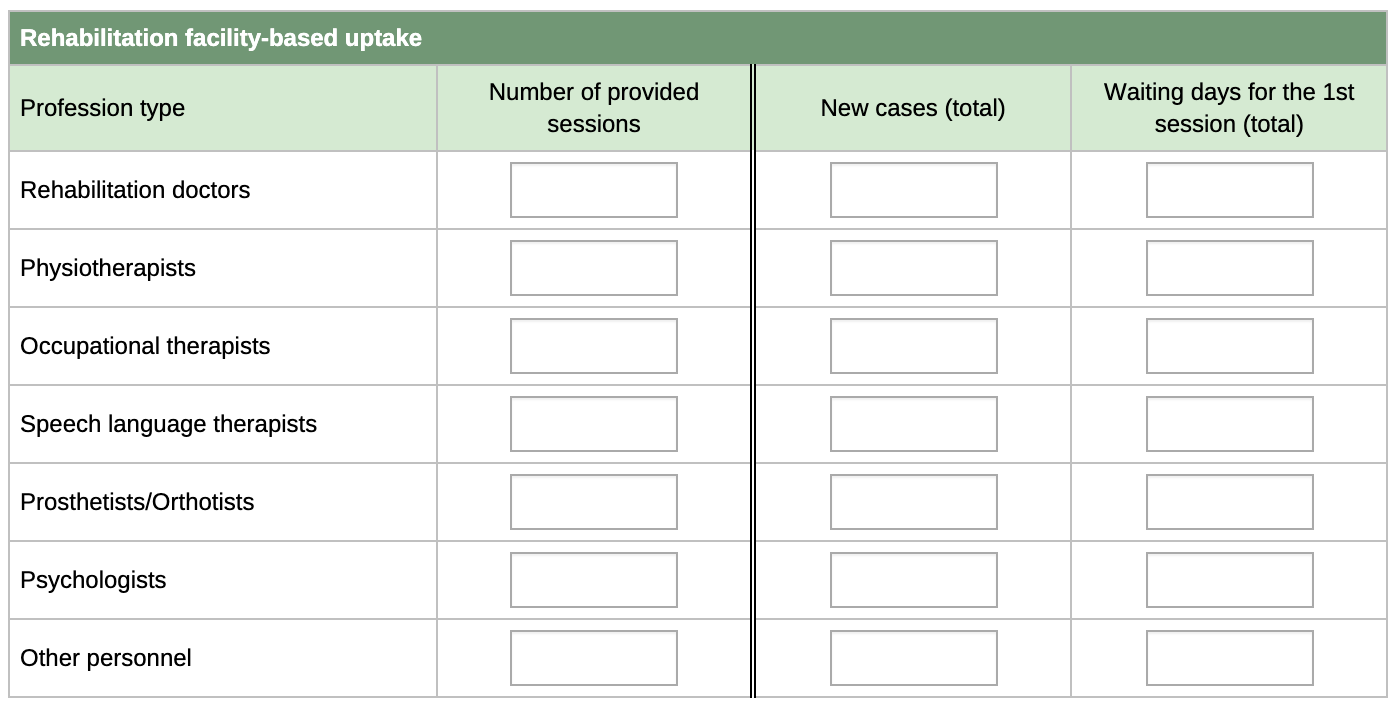 Rehabilitation facility-based uptake
Profession type
Number of provided
sessions
New cases (total)
Waiting days for the 1st
session (total)
Rehabilitation doctors
Physiotherapists
Occupational therapists
Speech language therapists
Prosthetists/Orthotists
Psychologists
Other personnel